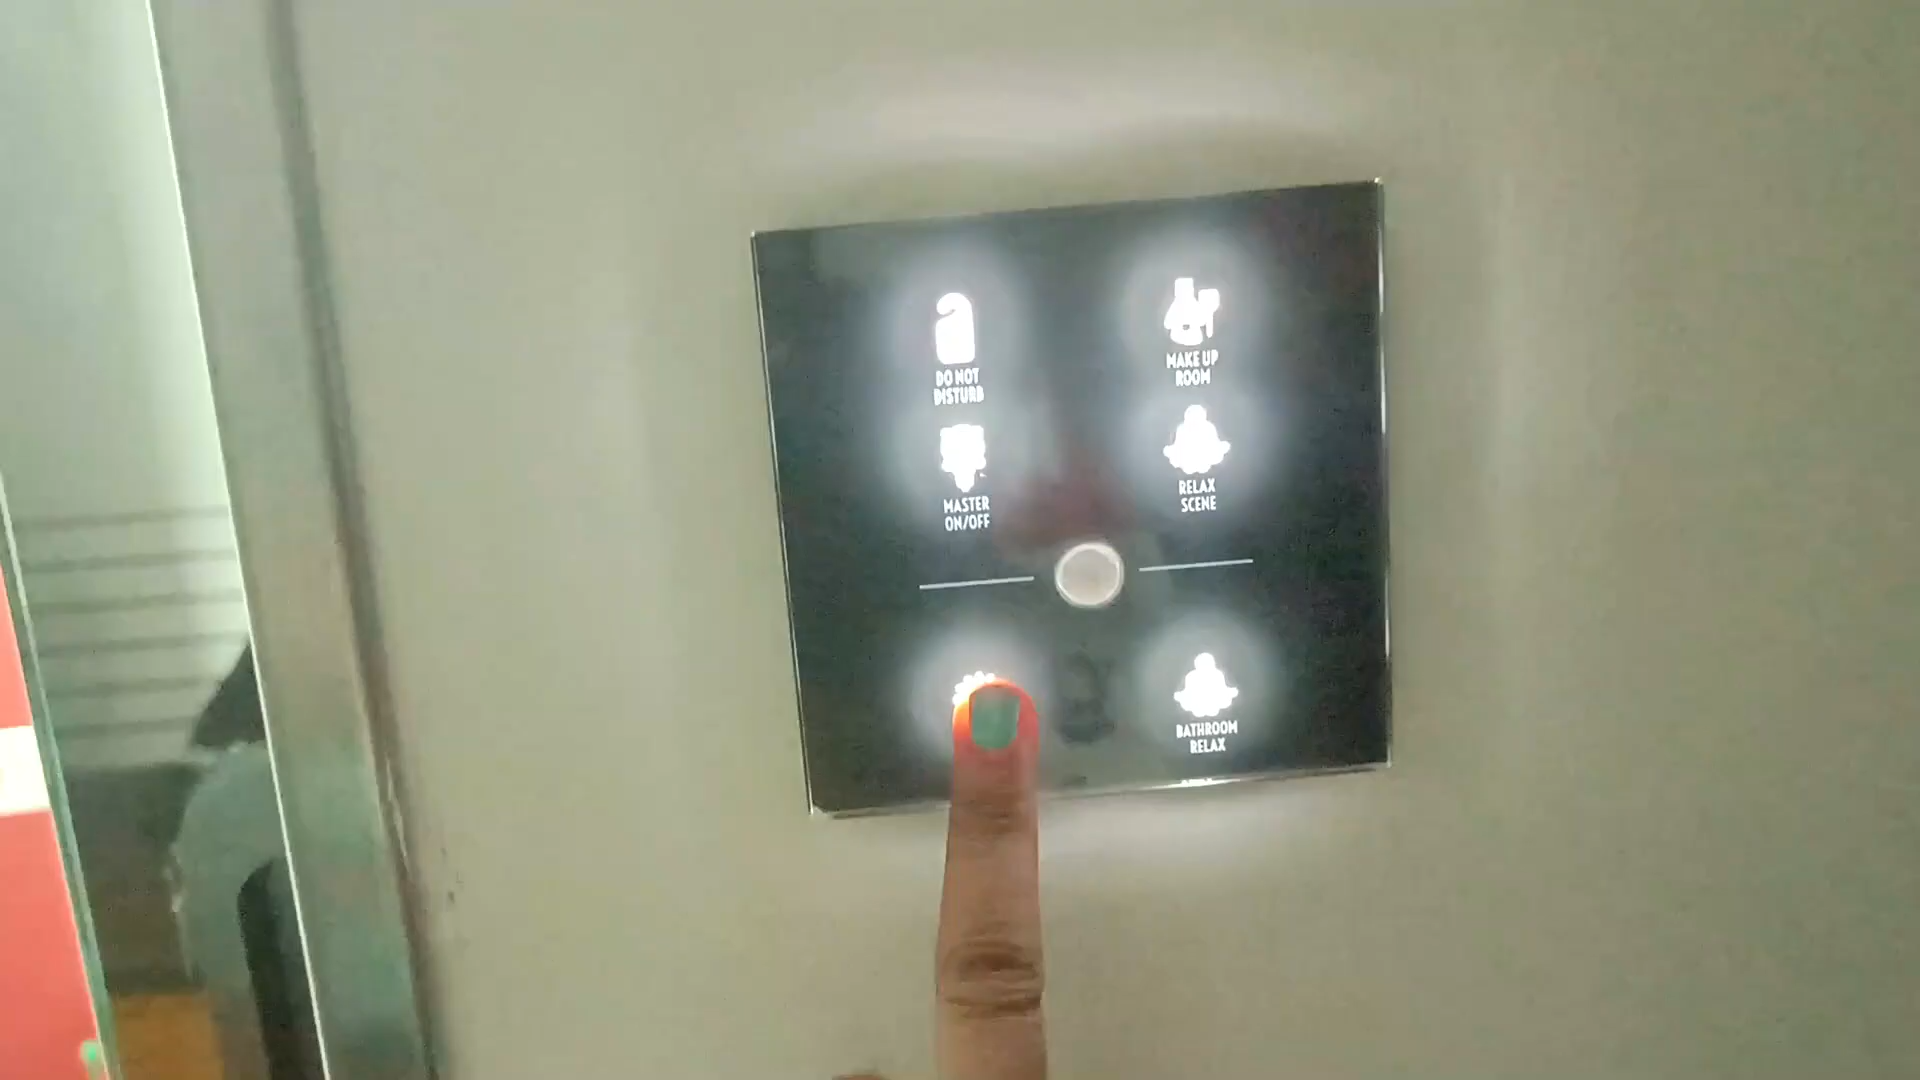 DO NOT
DISTURB
MAKE UP
ROOM
MASTER
ON/OFF
RELAX
SCENE
BATHROOM
RELAX